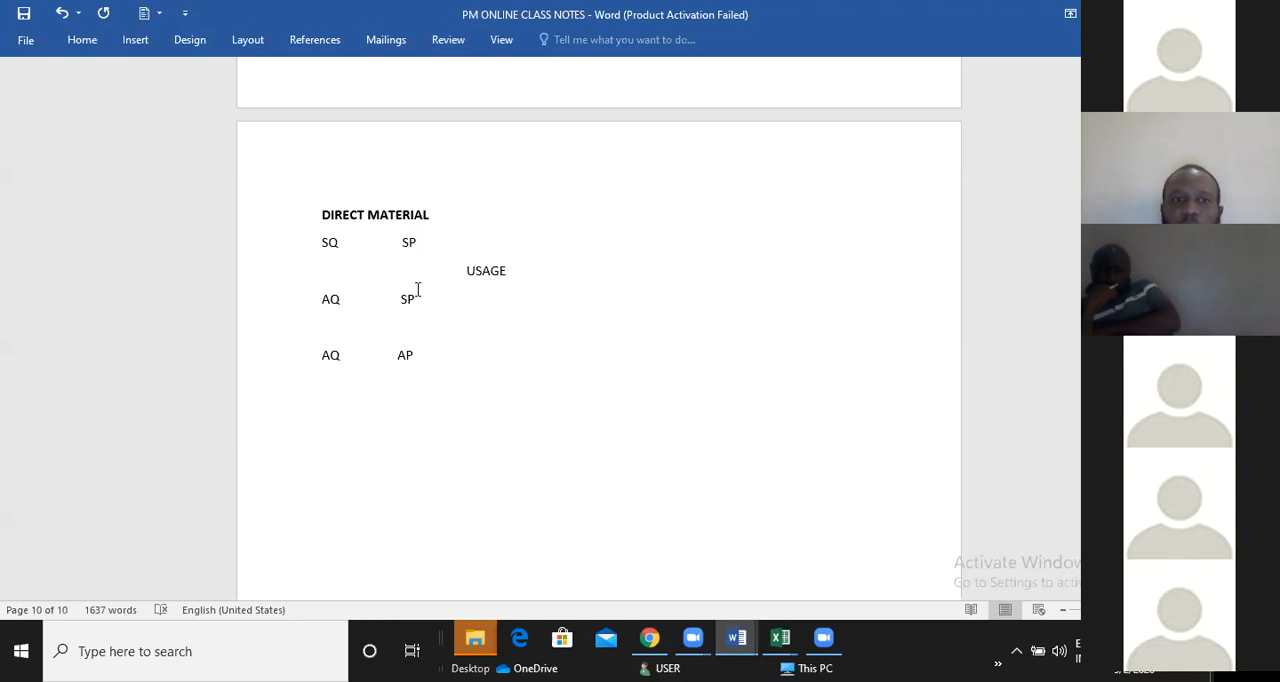 PM ONLINE CLASS NOTES - Word (Product Activation Failed)
File Home Insert Design Layout References Mailings Review View Tell me what you want to do...
DIRECT MATERIAL
SQ SP
USAGE
AQ SP
AQ AP
Activate Window
Go to Settings to acti
Page 10 of 10 1637 words English (United States)
Type here to search
Desktop OneDrive USER This PC